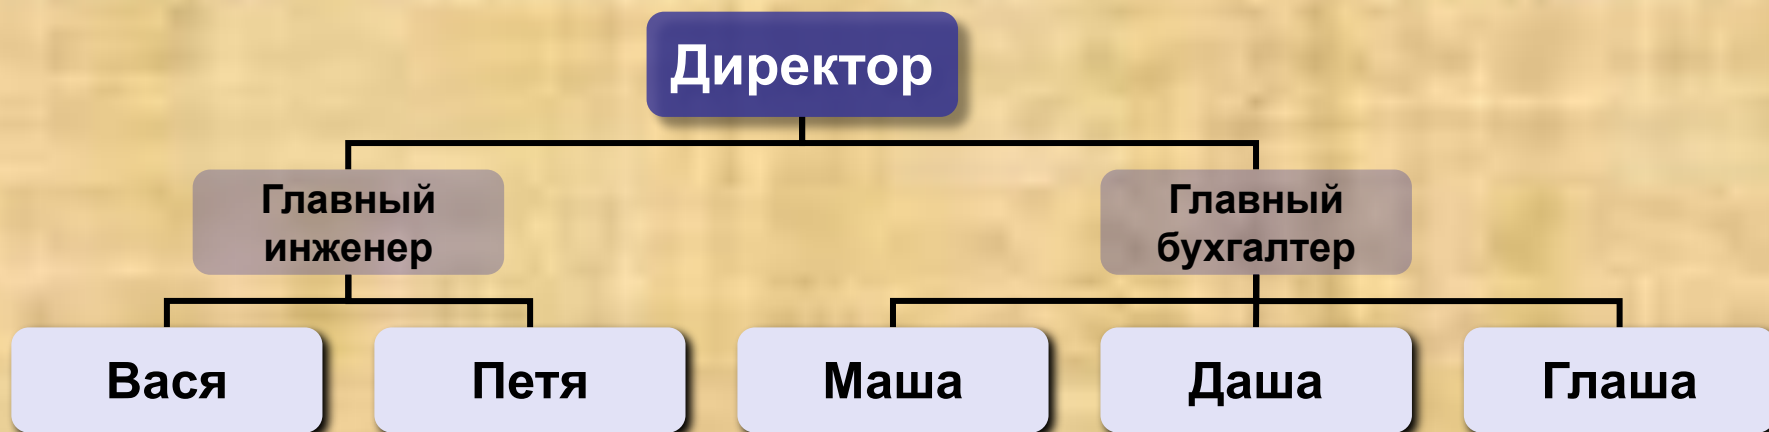 Директор
Главный
инженер
Главный
бухгалтер
Вася
Петя
Маша
Даша
Глаша